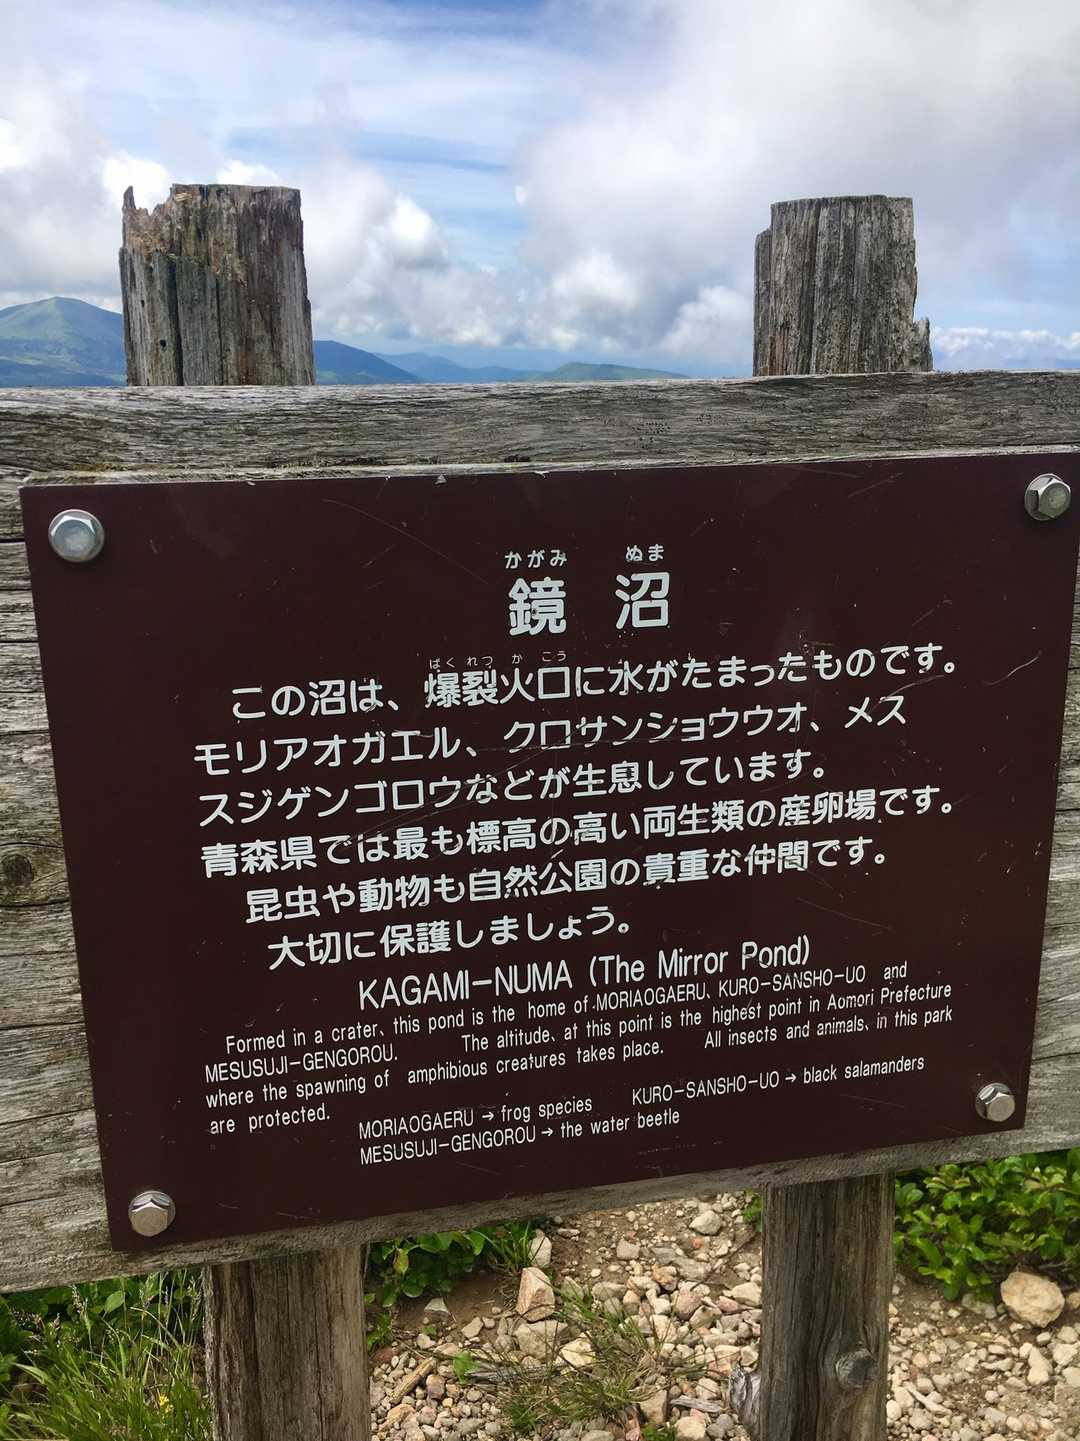 かがみ ぬま
鏡 沼
ばくれつ か こう
この沼は、爆裂火口に水がたまったものです。
モリアオガエル、クロサンショウウオ、メス
スジゲンゴロウなどが生息しています。
青森県では最も標高の高い両生類の産卵場です。
昆虫や動物も自然公園の貴重な仲間です。
大切に保護しましょう。
KAGAMI-NUMA (The Mirror Pond)
Formed in a crater, this pond is the home of MORIAOGAERU, KURO-SANSHO-UO and
MESUSUJI-GENGOROU. The altitude, at this point is the highest point in Aomori Prefecture
where the spawning of amphibious creatures takes place. All insects and animals, in this park
are protected.
MORIAOGAERU → frog species KURO-SANSHO-UO → black salamanders
MESUSUJI-GENGOROU → the water beetle